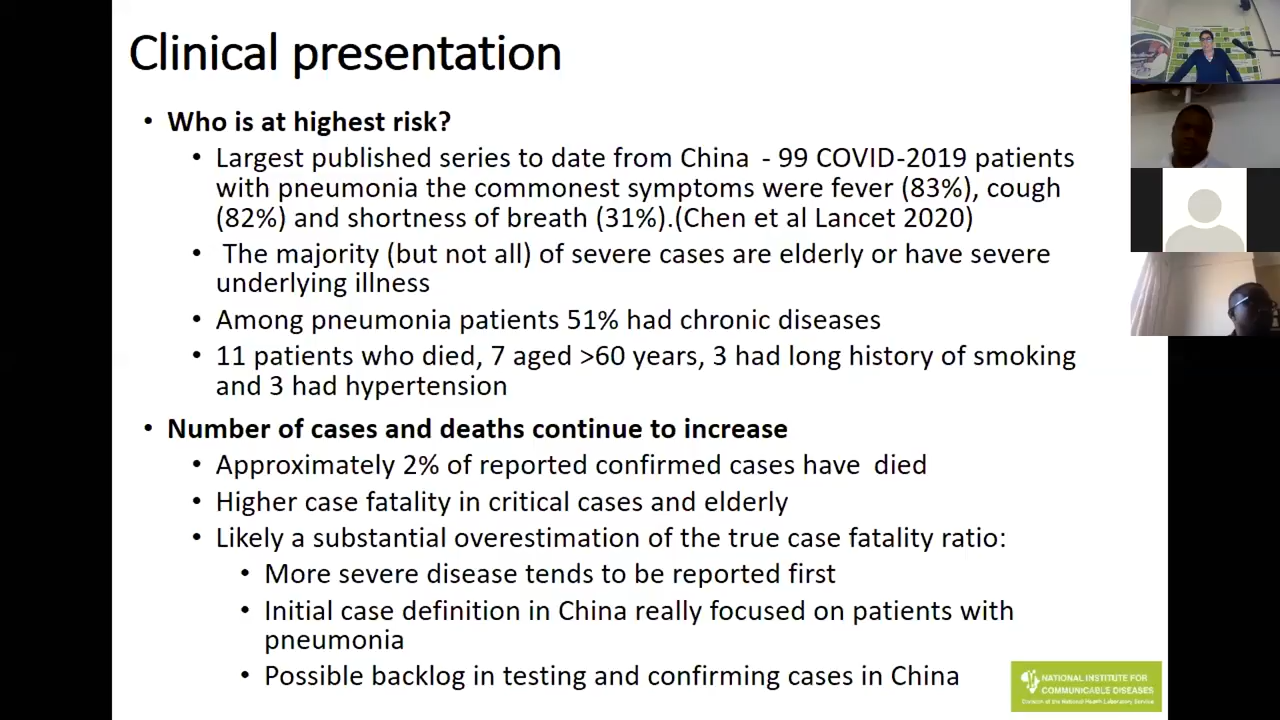 Clinical presentation
• Who is at highest risk?
• Largest published series to date from China - 99 COVID-2019 patients
with pneumonia the commonest symptoms were fever (83%), cough
(82%) and shortness of breath (31%).(Chen et al Lancet 2020)
• The majority (but not all) of severe cases are elderly or have severe
underlying illness
• Among pneumonia patients 51% had chronic diseases
• 11 patients who died, 7 aged >60 years, 3 had long history of smoking
and 3 had hypertension
• Number of cases and deaths continue to increase
• Approximately 2% of reported confirmed cases have died
• Higher case fatality in critical cases and elderly
• Likely a substantial overestimation of the true case fatality ratio:
• More severe disease tends to be reported first
• Initial case definition in China really focused on patients with
pneumonia
• Possible backlog in testing and confirming cases in China
NATIONAL INSTITUTE FOR
COMMUNICABLE DISEASES
Division of the National Health Laboratory Service